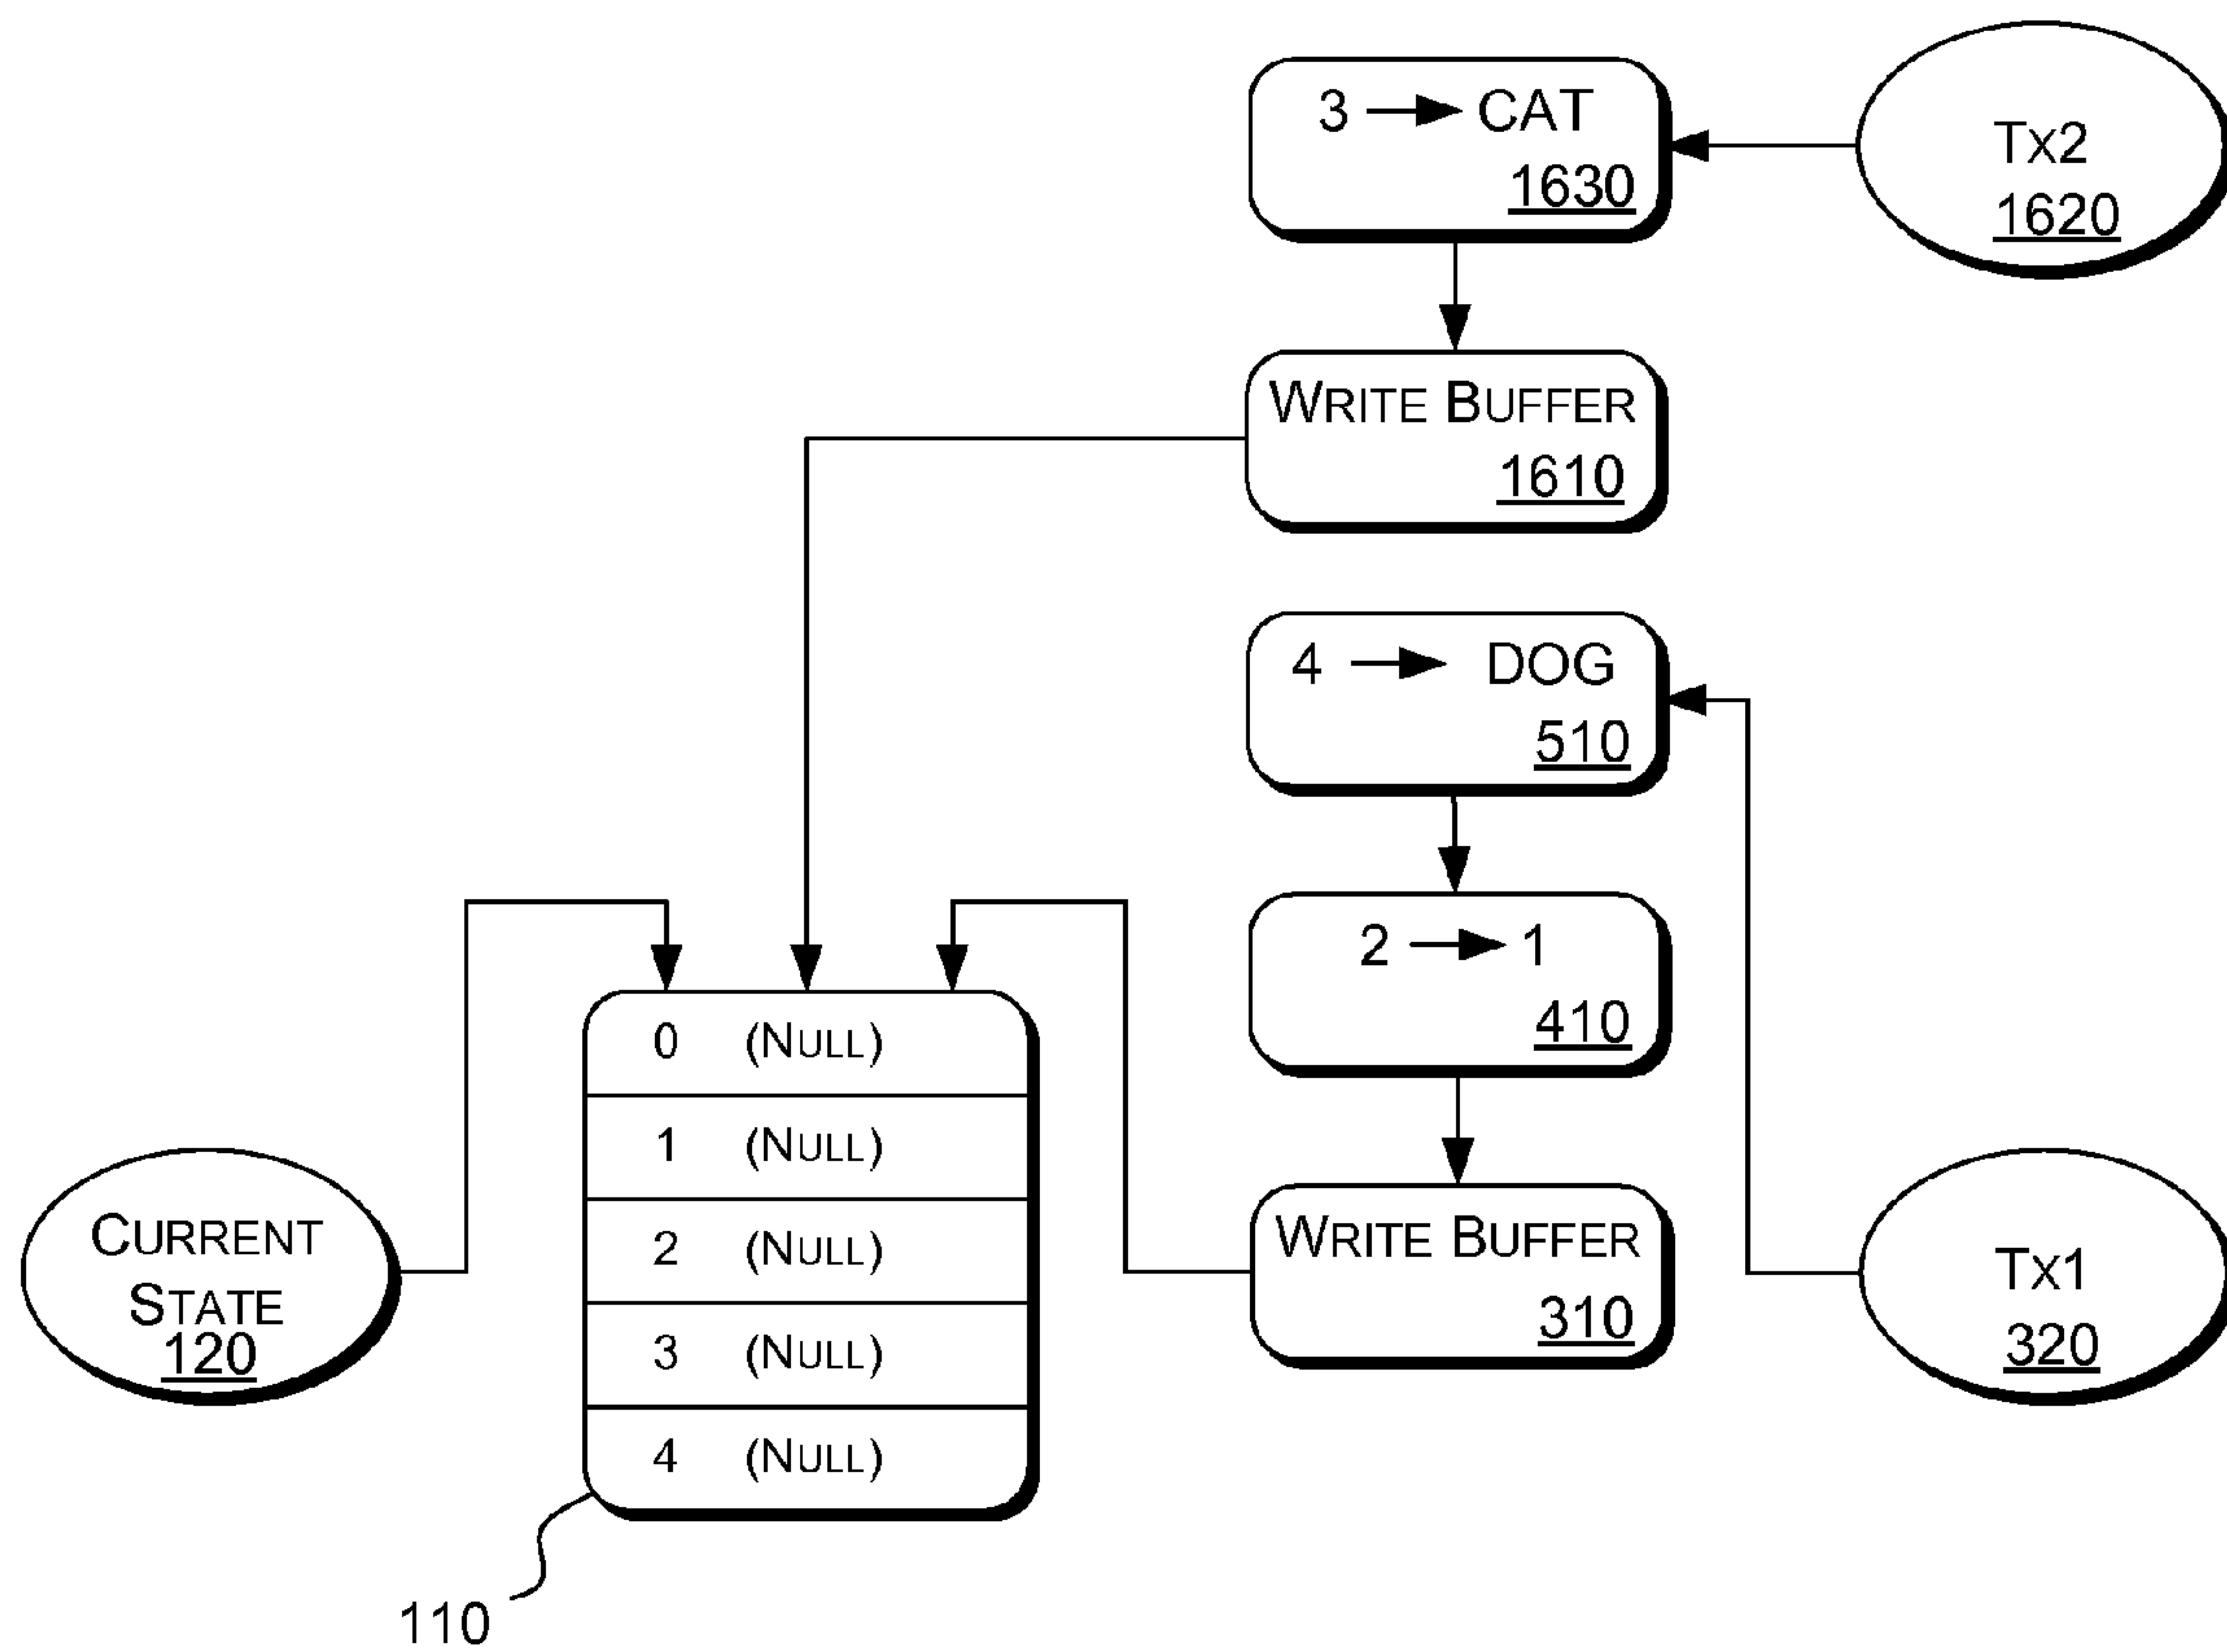 3 → CAT
1630
TX2
1620
WRITE BUFFER
1610
4 → DOG
510
2 → 1
410
0 (NULL)
1 (NULL)
2 (NULL)
3 (NULL)
4 (NULL)
110
CURRENT
STATE
120
WRITE BUFFER
310
TX1
320